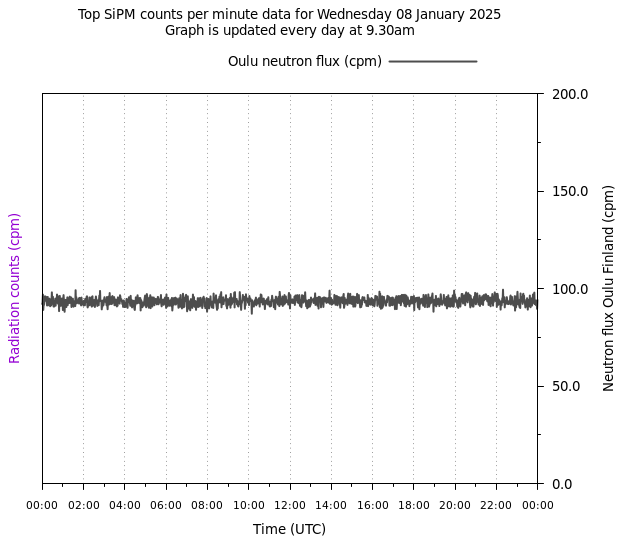 Top SiPM counts per minute data for Wednesday 08 January 2025
Graph is updated every day at 9.30am
Oulu neutron flux (cpm)
200.0
150.0
100.0
50.0
0.0
Radiation counts (cpm)
Neutron flux Oulu Finland (cpm)
00:00 02:00 04:00 06:00 08:00 10:00 12:00 14:00 16:00 18:00 20:00 22:00 00:00
Time (UTC)